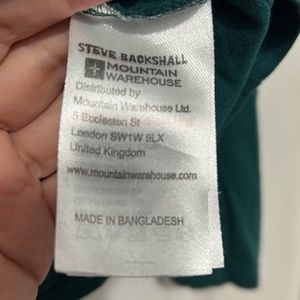 STEVE BACKSHALL
MOUNTAIN
WAREHOUSE
Distributed by
Mountain Warehouse Ltd.
5 Eccleston St
London SW1W 9LX
United Kingdom
www.mountainwarehouse.com
MADE IN BANGLADESH